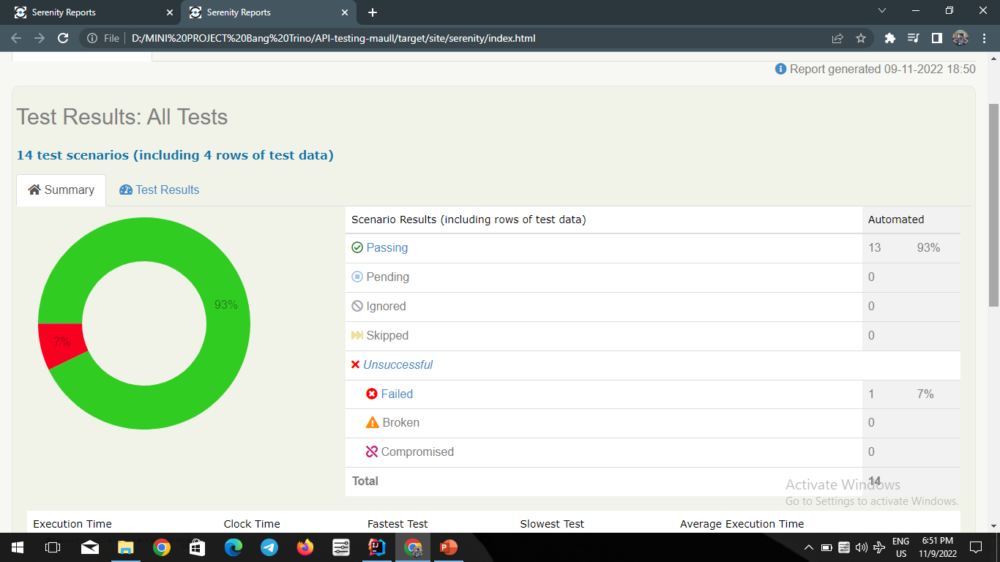 Serenity Reports
Serenity Reports
File
D:/MINI%20PROJECT%20Bang%20Trino/API-testing-maull/target/site/serenity/index.html
Report generated 09-11-2022 18:50
Test Results: All Tests
14 test scenarios (including 4 rows of test data)
Summary
Test Results
93%
7%
Scenario Results (including rows of test data) Automated
Passing 13 93%
Pending 0
Ignored 0
Skipped 0
Unsuccessful
Failed 1 7%
Broken 0
Compromised 0
Total 14
Activate Windows
Go to Settings to activate Windows.
Execution Time Clock Time Fastest Test Slowest Test Average Execution Time
ENG 6:51 PM
US 11/9/2022